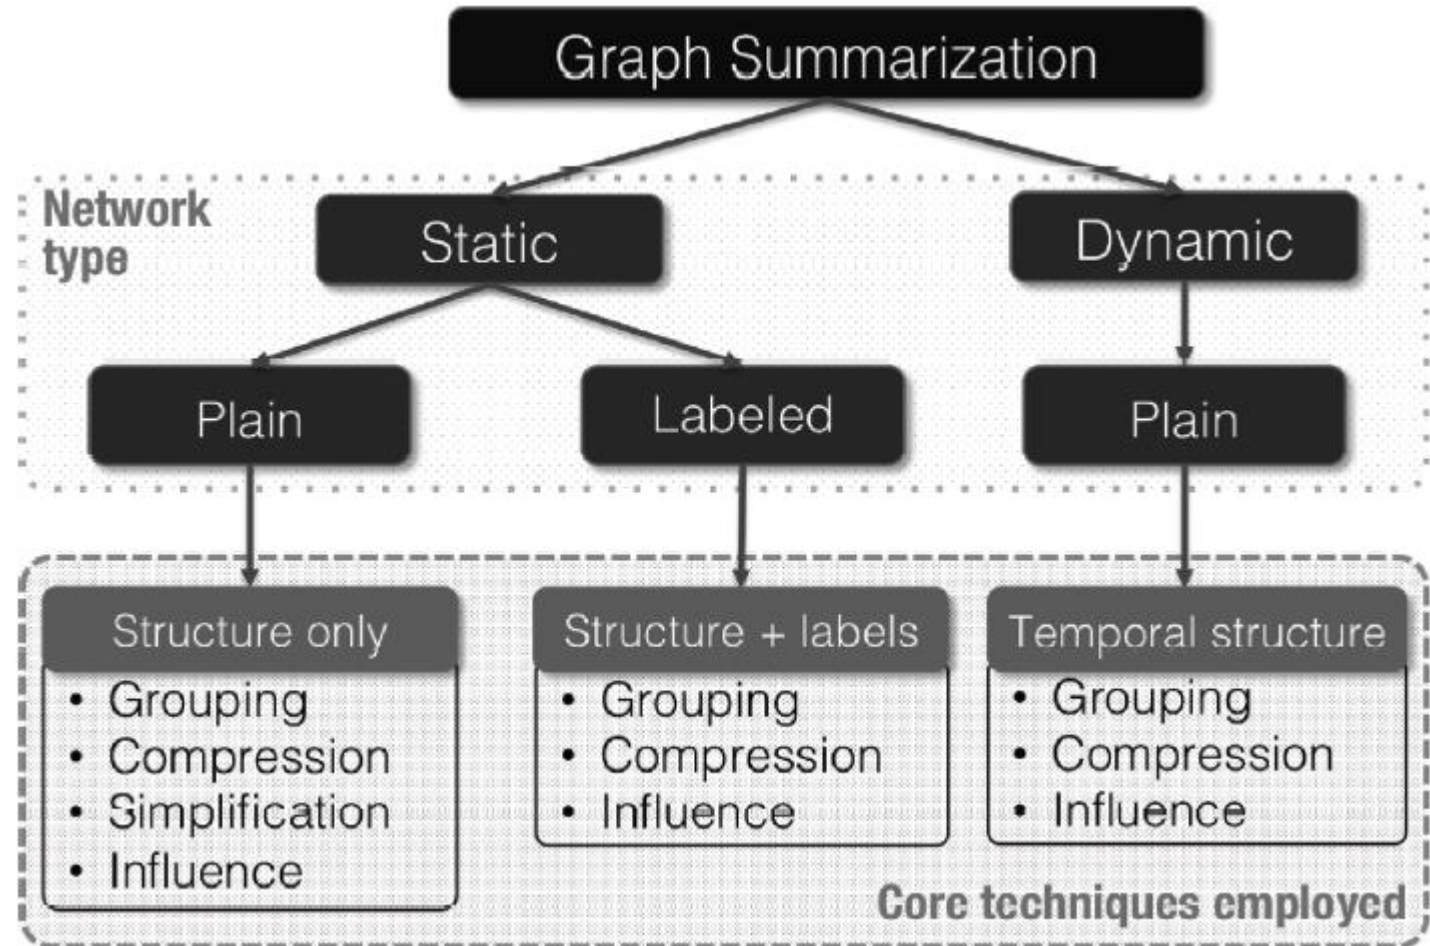 Graph Summarization
Network
type
Static
Dynamic
Plain
Labeled
Plain
Structure only
• Grouping
• Compression
• Simplification
• Influence
Structure + labels
• Grouping
• Compression
• Influence
Temporal structure
• Grouping
• Compression
• Influence
Core techniques employed